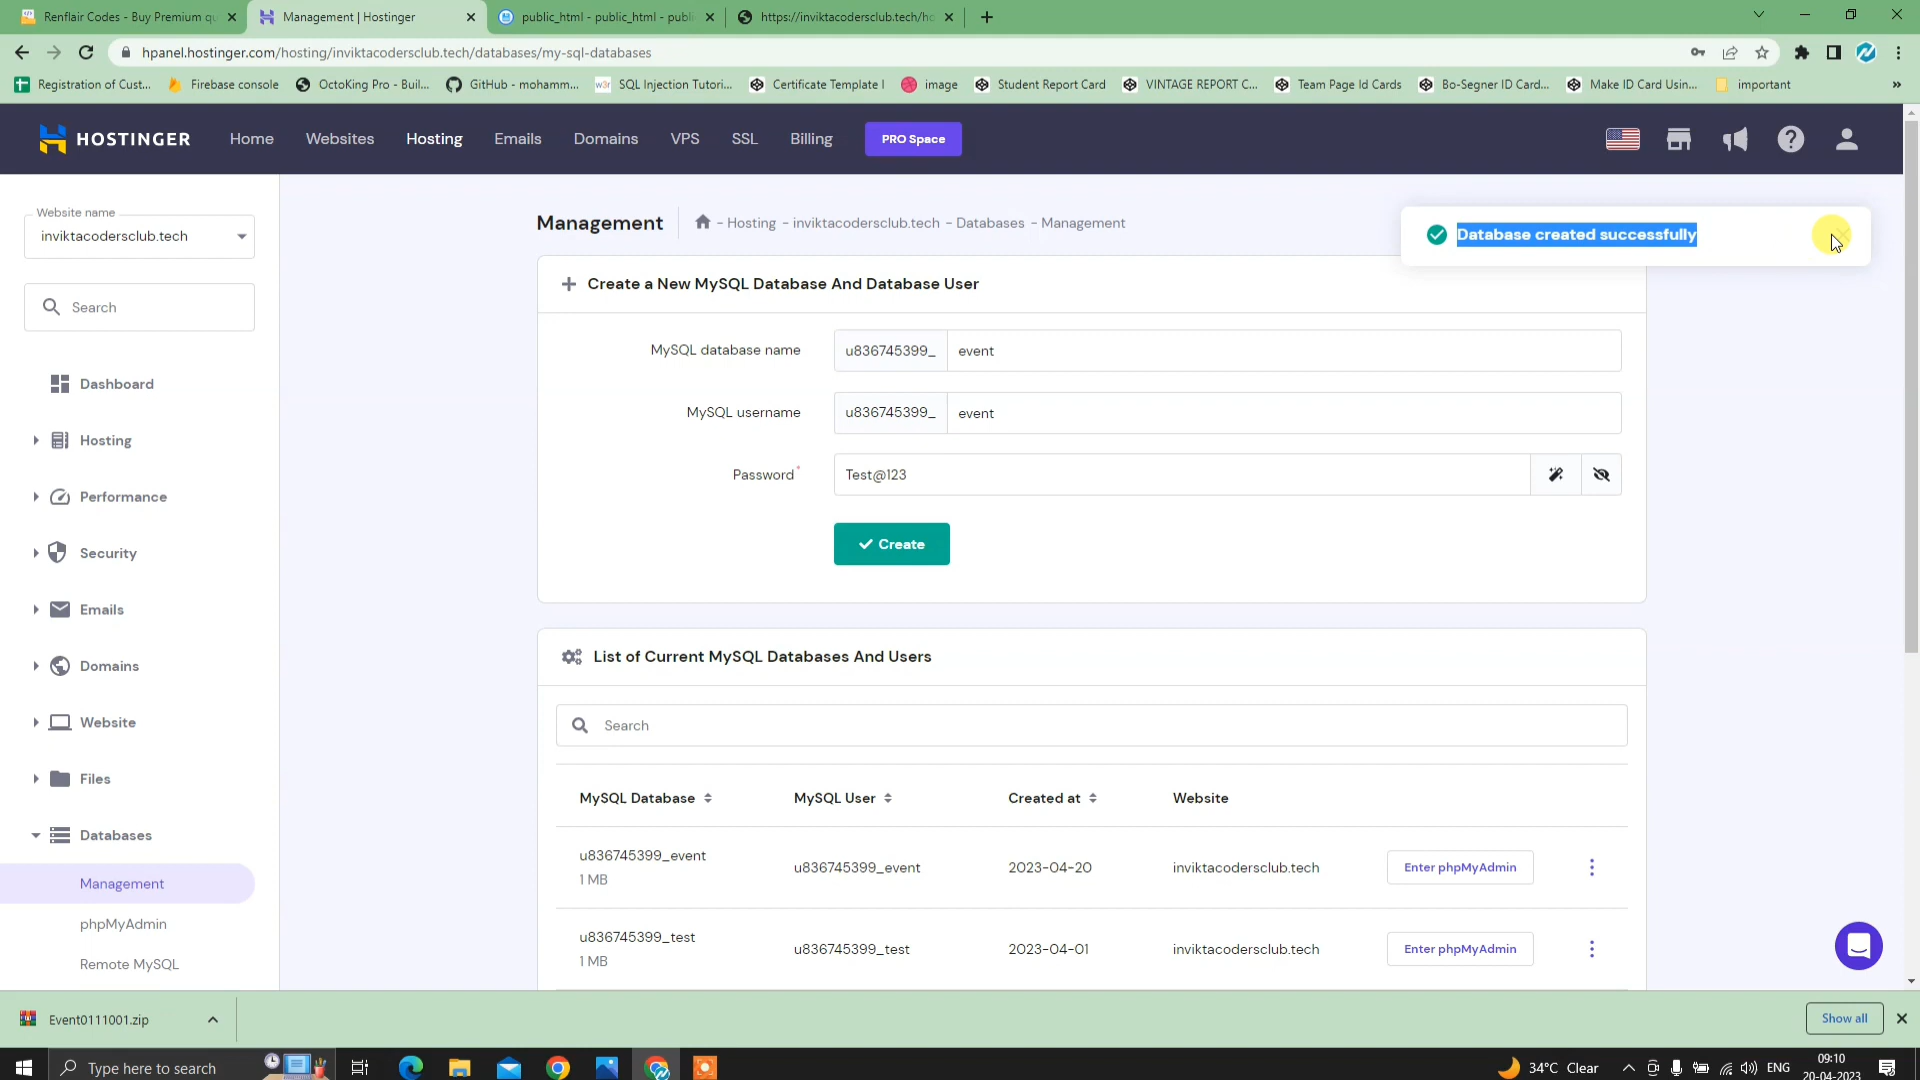 Renflair Codes - Buy Premium qu
Management | Hostinger
public_html - public_html - publi
https://inviktacodersclub.tech/ho
hpanel.hostinger.com/hosting/inviktacodersclub.tech/databases/my-sql-databases
Registration of Cust...
Firebase console
OctoKing Pro - Buil...
GitHub - mohamm...
SQL Injection Tutori...
Certificate Template I
image
Student Report Card
VINTAGE REPORT C...
Team Page Id Cards
Bo-Segner ID Card...
Make ID Card Usin...
important
»
HOSTINGER
Home
Websites
Hosting
Emails
Domains
VPS
SSL
Billing
PRO Space
Website name
inviktacodersclub.tech
Search
Dashboard
Hosting
Performance
Security
Emails
Domains
Website
Files
Databases
Management
phpMyAdmin
Remote MySQL
Management
- Hosting - inviktacodersclub.tech - Databases - Management
Database created successfully
Create a New MySQL Database And Database User
MySQL database name
u836745399_
event
MySQL username
u836745399_
event
Password*
Test@123
Create
List of Current MySQL Databases And Users
Search
MySQL Database
MySQL User
Created at
Website
u836745399_event
1 MB
u836745399_event
2023-04-20
inviktacodersclub.tech
Enter phpMyAdmin
u836745399_test
1 MB
u836745399_test
2023-04-01
inviktacodersclub.tech
Enter phpMyAdmin
Event0111001.zip
Show all
Type here to search
34°C Clear
ENG
09:10
20-04-2023